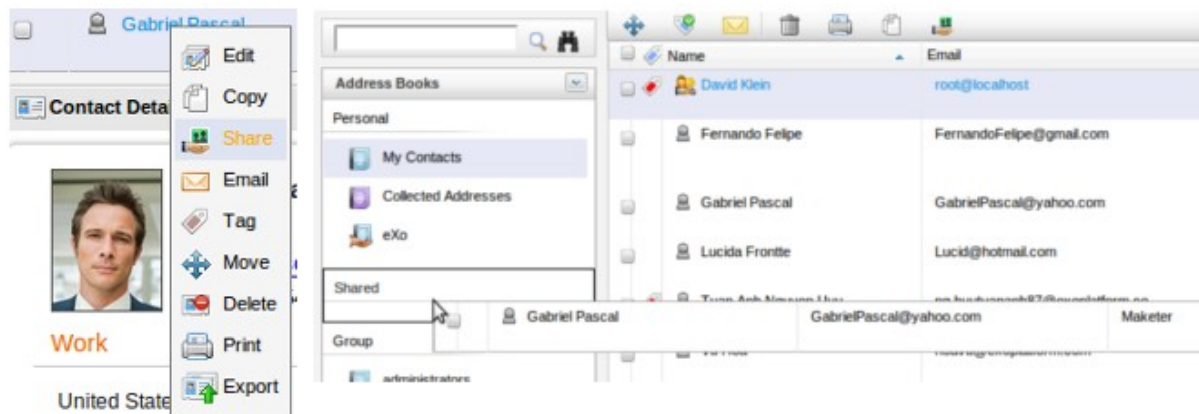 Gabriel Pascal
Edit
Copy
Share
Email
Tag
Move
Delete
Print
Export
Contact Deta
Work
United State
Address Books
Personal
My Contacts
Collected Addresses
eXo
Shared
Group
administrators
Name Email
David Klein root@localhost
Fernando Felipe FernandoFelipe@gmail.com
Gabriel Pascal GabrielPascal@yahoo.com
Lucida Frontte Lucid@hotmail.com
Gabriel Pascal GabrielPascal@yahoo.com Maketer